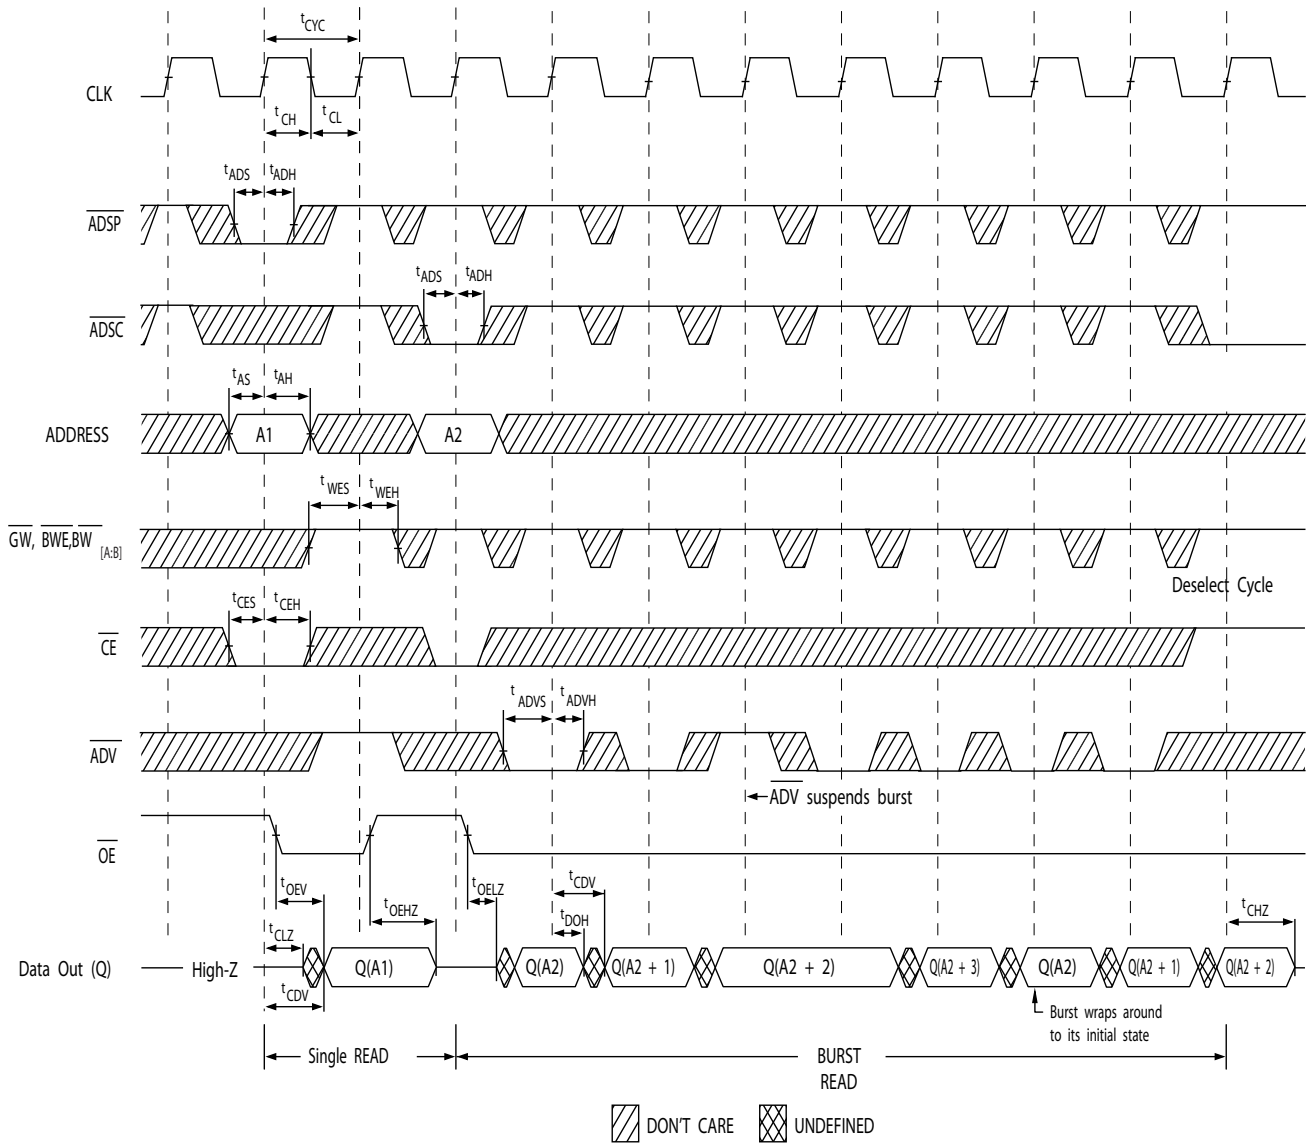 tCYC
CLK
tCH
tCL
tADS
tADH
ADSP
tADS
tADH
ADSC
tAS
tAH
ADDRESS
A1
A2
tWES
tWEH
GW, BWE,BW [A:B]
Deselect Cycle
tCES
tCEH
CE
tADVS
tADVH
ADV
ADV suspends burst
OE
tOEV
tOEHZ
tOELZ
tCDV
tCHZ
tCLZ
tDOH
Data Out (Q)
High-Z
Q(A1)
Q(A2)
Q(A2 + 1)
Q(A2 + 2)
Q(A2 + 3)
Q(A2)
Q(A2 + 1)
Q(A2 + 2)
tCDV
Burst wraps around
to its initial state
Single READ
BURST
READ
DON'T CARE
UNDEFINED